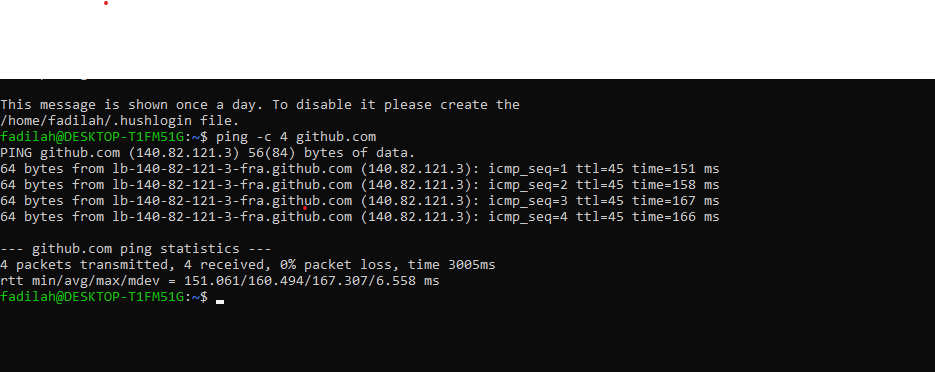 This message is shown once a day. To disable it please create the
/home/fadilah/.hushlogin file.
fadilah@DESKTOP-T1FM51G:~$ ping -c 4 github.com
PING github.com (140.82.121.3) 56(84) bytes of data.
64 bytes from lb-140-82-121-3-fra.github.com (140.82.121.3): icmp_seq=1 ttl=45 time=151 ms
64 bytes from lb-140-82-121-3-fra.github.com (140.82.121.3): icmp_seq=2 ttl=45 time=158 ms
64 bytes from lb-140-82-121-3-fra.github.com (140.82.121.3): icmp_seq=3 ttl=45 time=167 ms
64 bytes from lb-140-82-121-3-fra.github.com (140.82.121.3): icmp_seq=4 ttl=45 time=166 ms
--- github.com ping statistics ---
4 packets transmitted, 4 received, 0% packet loss, time 3005ms
rtt min/avg/max/mdev = 151.061/160.494/167.307/6.558 ms
fadilah@DESKTOP-T1FM51G:~$